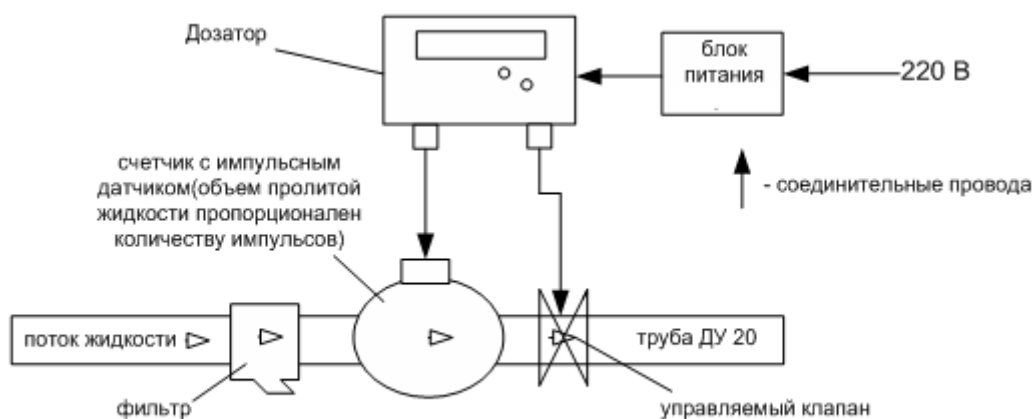 Дозатор
блок
питания
220 В
счетчик с импульсным
датчиком(объем пролитой
жидкости пропорционален
количеству импульсов)
- соединительные провода
поток жидкости
труба ДУ 20
фильтр
управляемый клапан